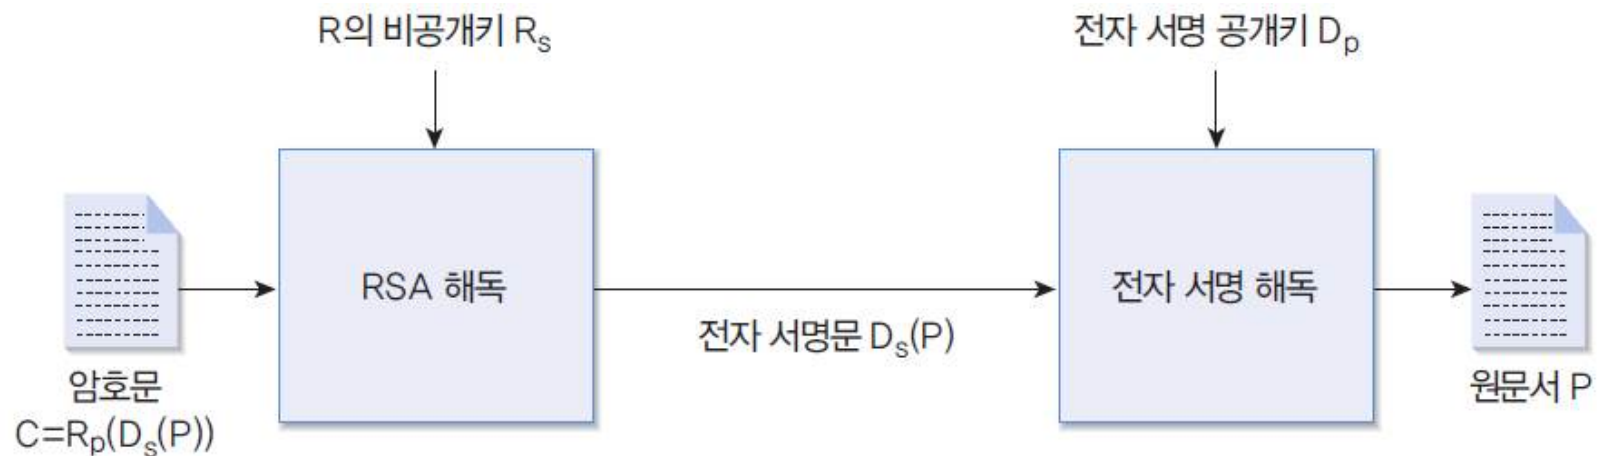 R의 비공개키 Rs
전자 서명 공개키 Dp
RSA 해독
전자 서명 해독
전자 서명문 Ds(P)
암호문
C=Rp(Ds(P))
원문서 P